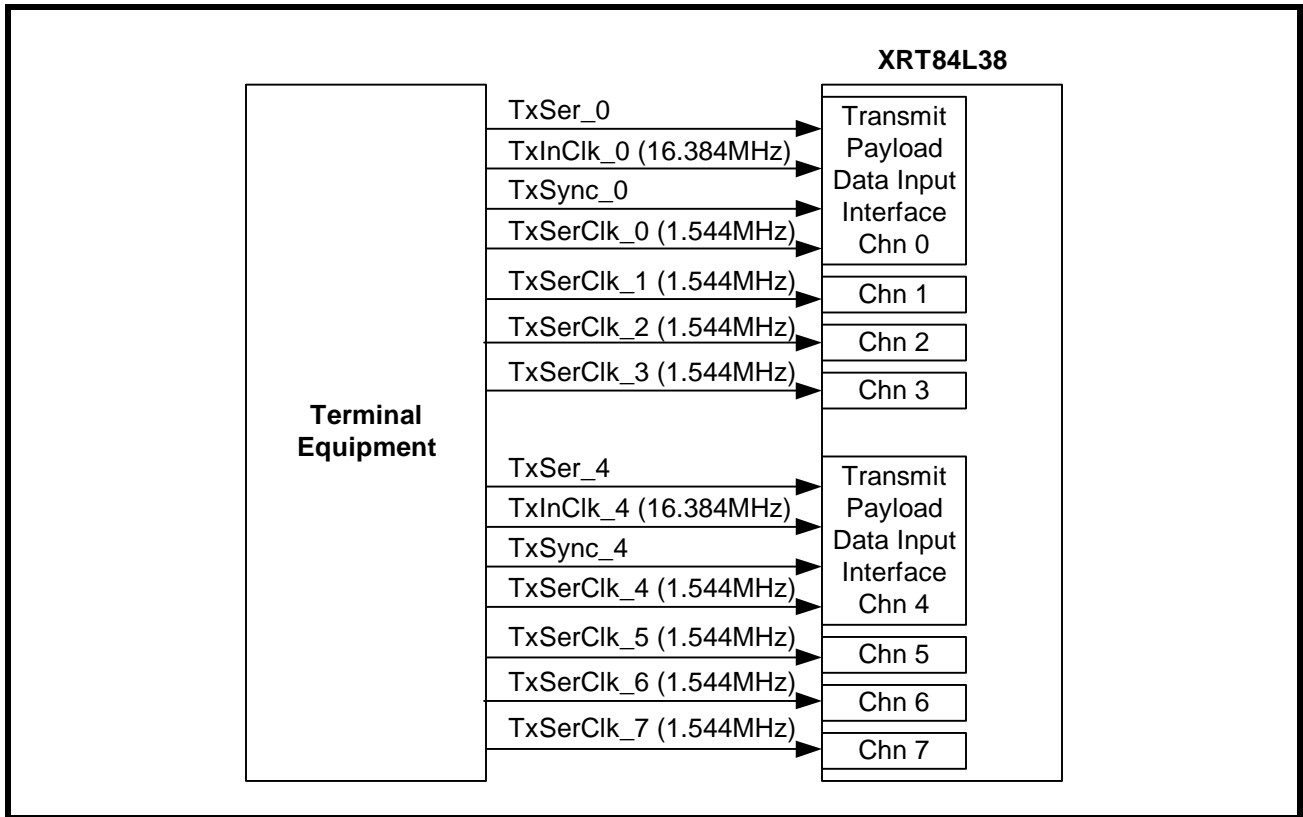 XRT84L38
TxSer_0
TxInClk_0 (16.384MHz)
TxSync_0
TxSerClk_0 (1.544MHz)
TxSerClk_1 (1.544MHz)
TxSerClk_2 (1.544MHz)
TxSerClk_3 (1.544MHz)
Transmit
Payload
Data Input
Interface
Chn 0
Chn 1
Chn 2
Chn 3
Terminal
Equipment
TxSer_4
TxInClk_4 (16.384MHz)
TxSync_4
TxSerClk_4 (1.544MHz)
TxSerClk_5 (1.544MHz)
TxSerClk_6 (1.544MHz)
TxSerClk_7 (1.544MHz)
Transmit
Payload
Data Input
Interface
Chn 4
Chn 5
Chn 6
Chn 7